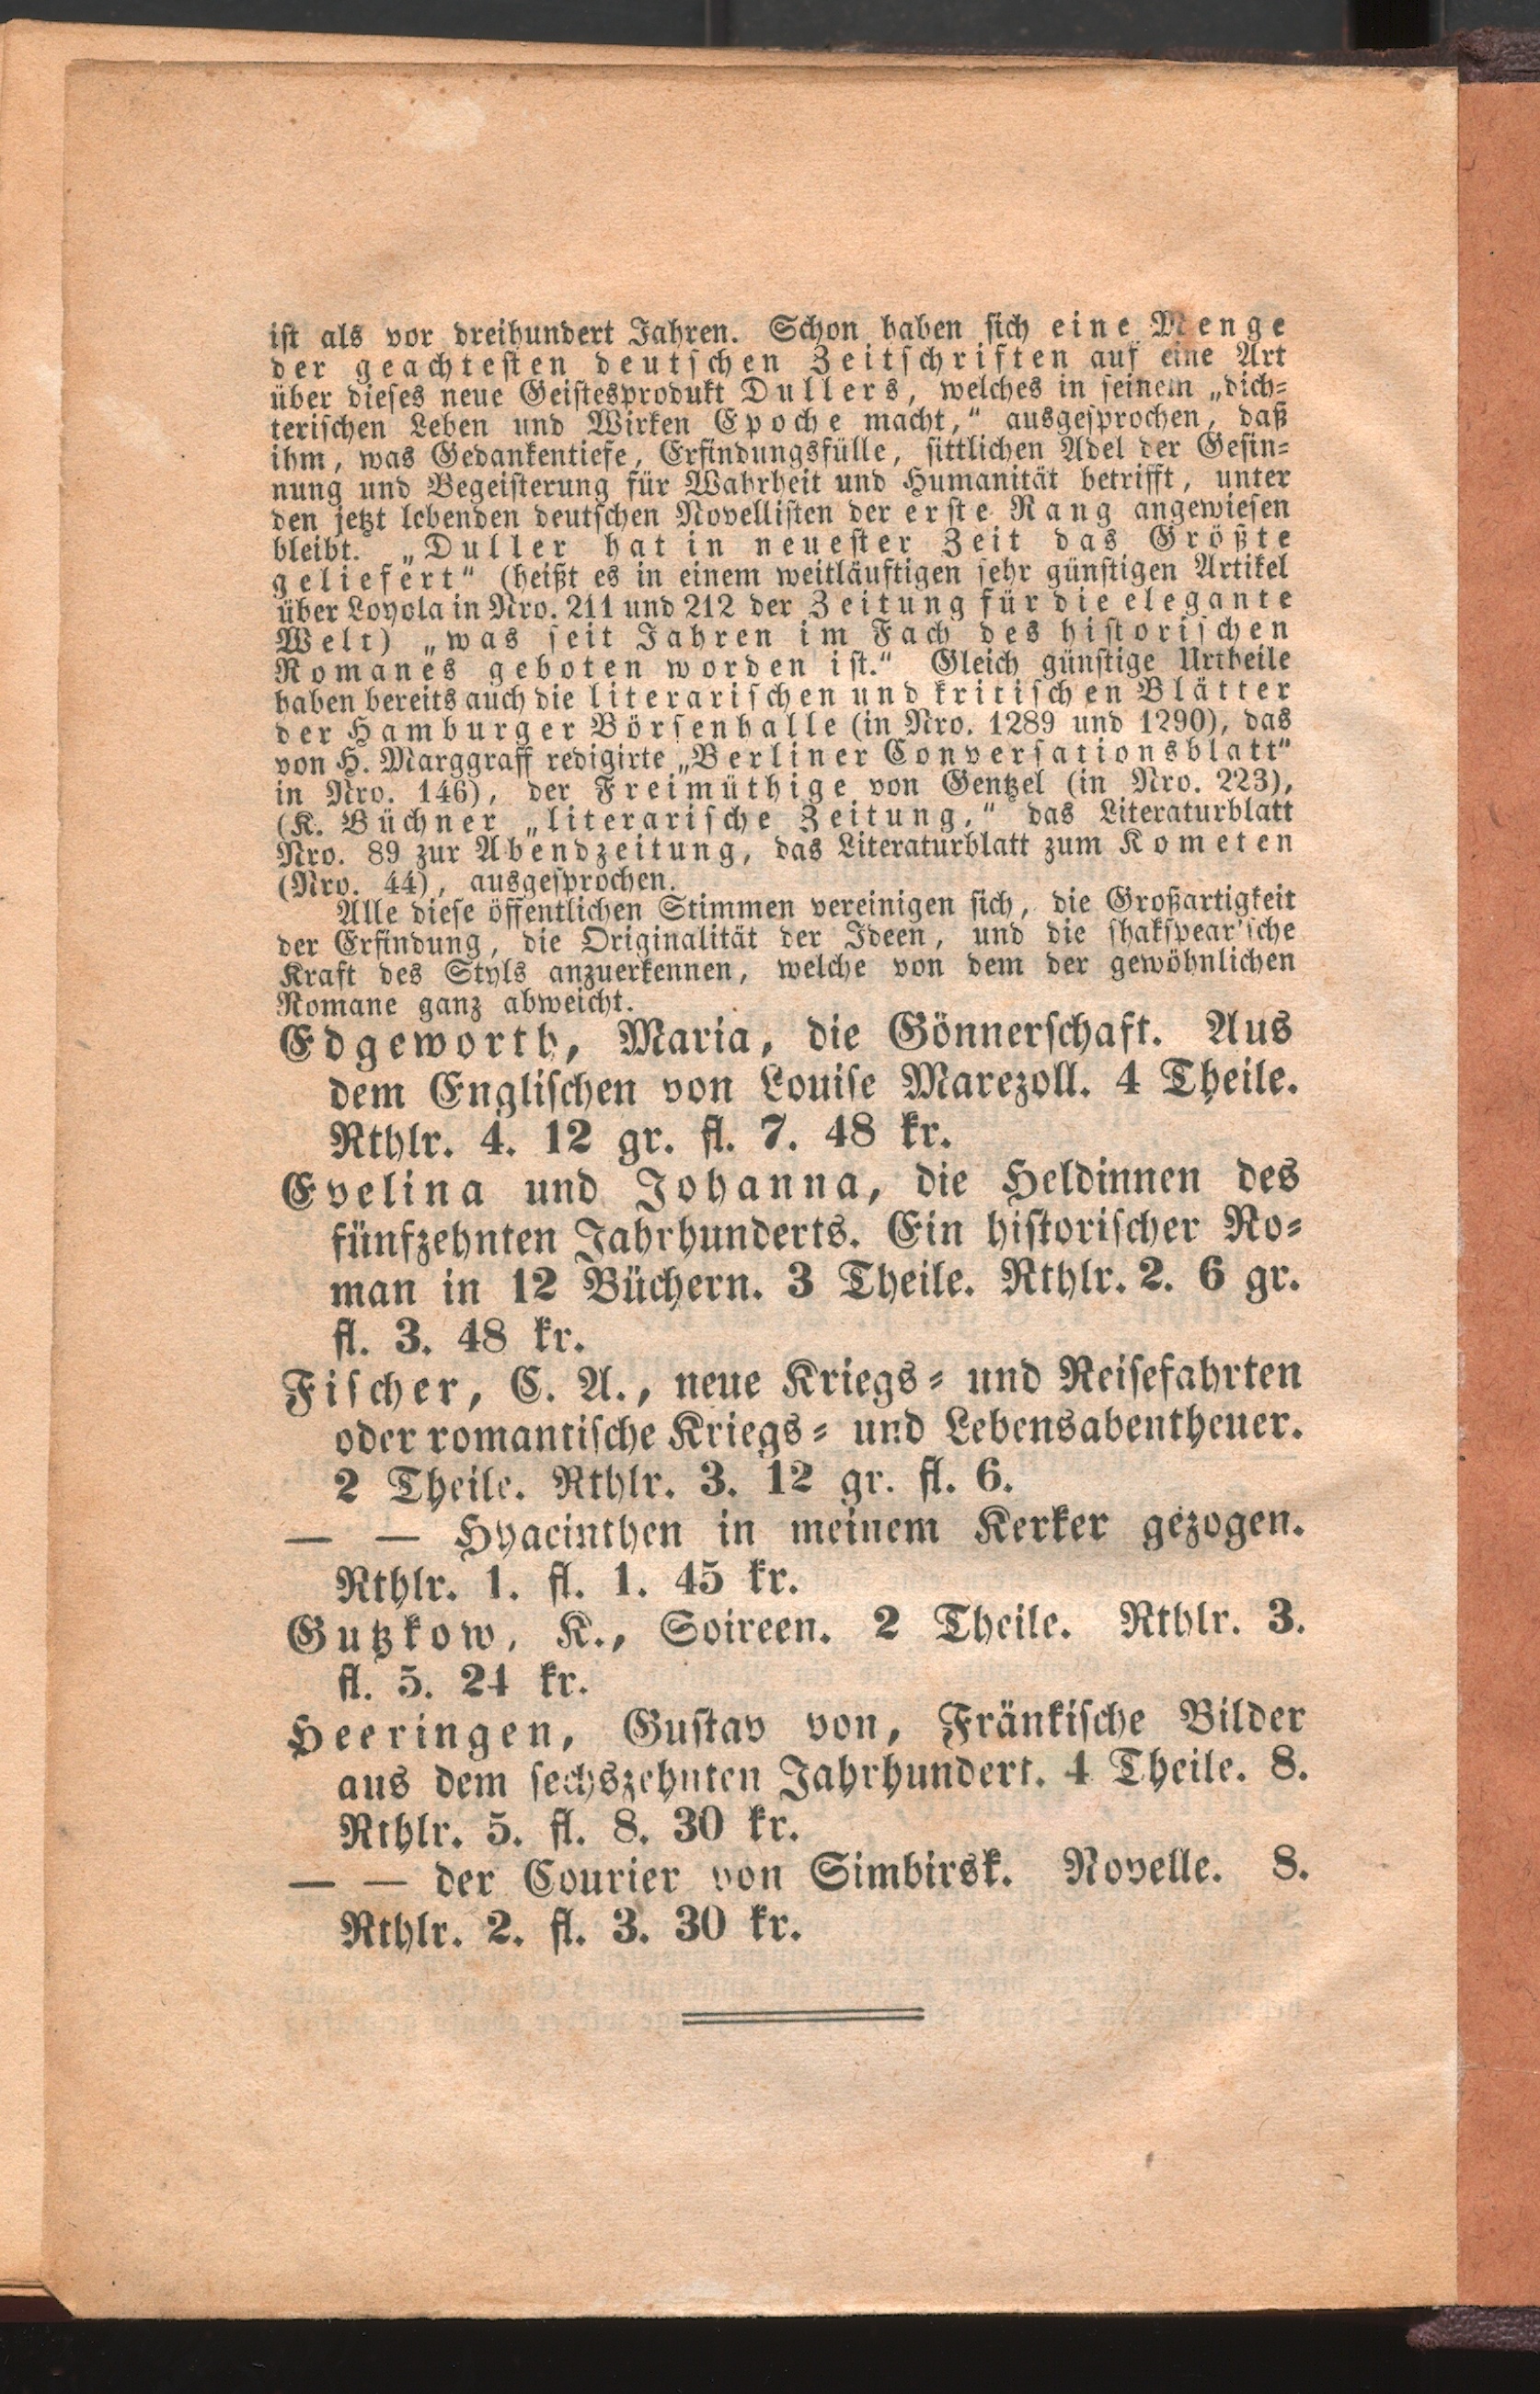 ist als vor dreihundert Jahren. Schon haben sich eine Menge
der geachtesten deutschen Zeitschriften auf eine Art
über dieses neue Geistesprodukt Dullers, welches in seinem „dich-
terischen Leben und Wirken Epoche macht,“ ausgesprochen, daß
ihm, was Gedankentiefe, Erfindungsfülle, sittlichen Adel der Gesin-
nung und Begeisterung für Wahrheit und Humanität betrifft, unter
den jetzt lebenden deutschen Novellisten der erste Rang angewiesen
bleibt. „Duller hat in neuester Zeit das Größte
geliefert“ (heißt es in einem weitläuftigen sehr günstigen Artikel
über Loyola in Nro. 211 und 212 der Zeitung für die elegante
Welt) „was seit Jahren im Fach des historischen
Romanes geboten worden ist.“ Gleich günstige Urtheile
haben bereits auch die literarischen und kritischen Blätter
der Hamburger Börsenhalle (in Nro. 1289 und 1290), das
von H. Marggraff redigirte „Berliner Conversationsblatt“
in Nro. 146), der Freimüthige von Gentzel (in Nro. 223),
(K. Büchner „literarische Zeitung,“ das Literaturblatt
Nro. 89 zur Abendzeitung, das Literaturblatt zum Kometen
(Nro. 44), ausgesprochen.
Alle diese öffentlichen Stimmen vereinigen sich, die Großartigkeit
der Erfindung, die Originalität der Ideen, und die shakspear'sche
Kraft des Styls anzuerkennen, welche von dem der gewöhnlichen
Romane ganz abweicht.
Edgeworth, Maria, die Gönnerschaft. Aus
dem Englischen von Louise Marezoll. 4 Theile.
Rthlr. 4. 12 gr. fl. 7. 48 kr.
Evelina und Johanna, die Heldinnen des
fünfzehnten Jahrhunderts. Ein historischer Ro-
man in 12 Büchern. 3 Theile. Rthlr. 2. 6 gr.
fl. 3. 48 kr.
Fischer, C. A., neue Kriegs- und Reisefahrten
oder romantische Kriegs- und Lebensabentheuer.
2 Theile. Rthlr. 3. 12 gr. fl. 6.
— — Hyacinthen in meinem Kerker gezogen.
Rthlr. 1. fl. 1. 45 kr.
Gutzkow, K., Soireen. 2 Theile. Rthlr. 3.
fl. 5. 24 kr.
Heeringen, Gustav von, Fränkische Bilder
aus dem sechszehnten Jahrhundert. 4 Theile. 8.
Rthlr. 5. fl. 8. 30 kr.
— — der Courier von Simbirsk. Novelle. 8.
Rthlr. 2. fl. 3. 30 kr.